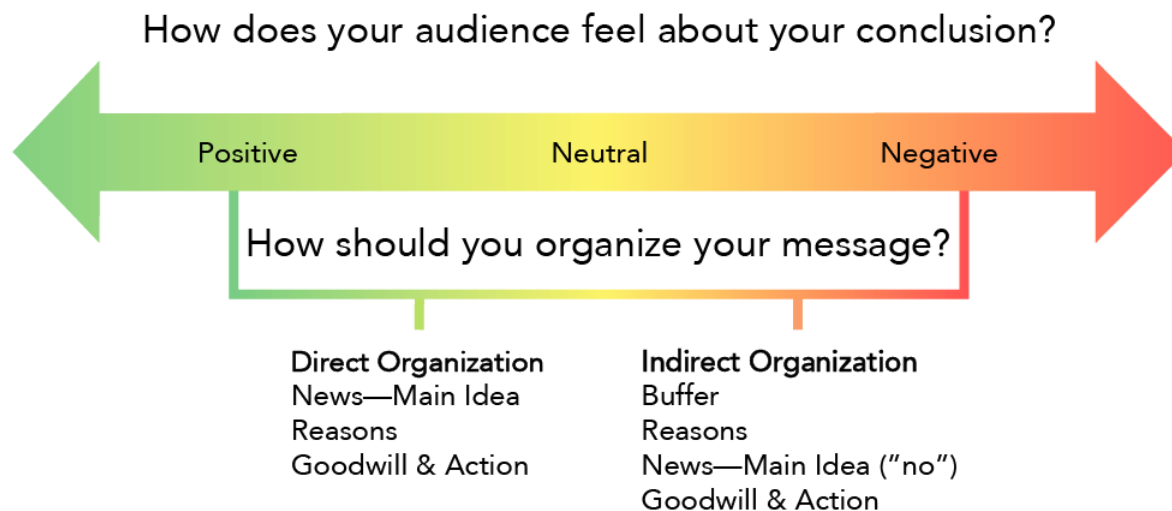 How does your audience feel about your conclusion?
Positive
Neutral
Negative
How should you organize your message?
Direct Organization
News—Main Idea
Reasons
Goodwill & Action
Indirect Organization
Buffer
Reasons
News—Main Idea (”no”)
Goodwill & Action